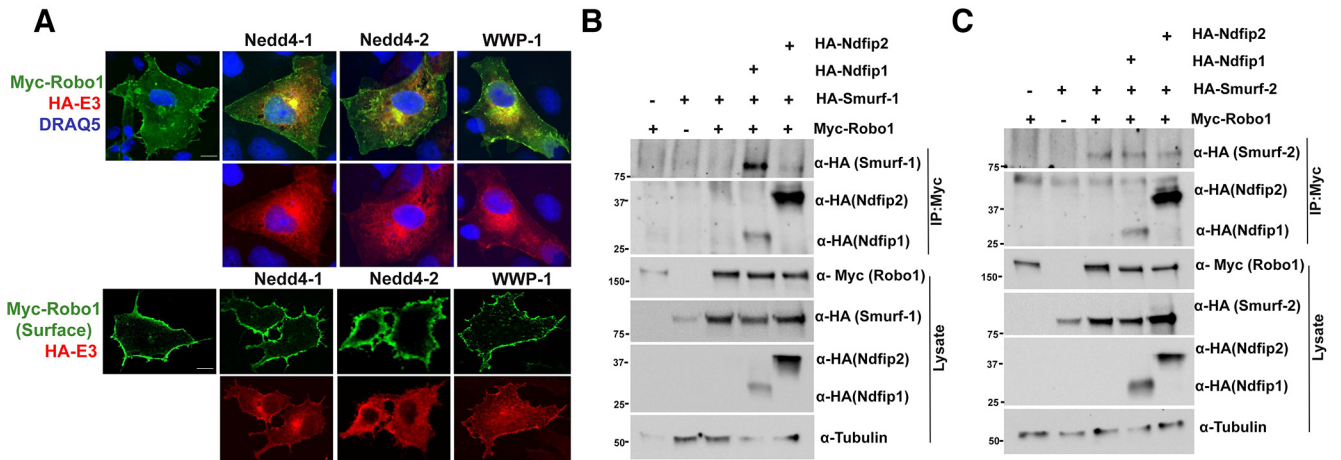 A
Nedd4-1 Nedd4-2 WWP-1
Myc-Robo1
HA-E3
DRAQ5
Nedd4-1 Nedd4-2 WWP-1
Myc-Robo1
(Surface)
HA-E3
B
+ HA-Ndfip2
+ HA-Ndfip1
- + + + + HA-Smurf-1
+ - + + + Myc-Robo1
75 α-HA (Smurf-1)
37 α-HA(Ndfip2)
25 α-HA(Ndfip1)
IP:Myc
150 α- Myc (Robo1)
75 α-HA (Smurf-1)
37 α-HA(Ndfip2)
25 α-HA(Ndfip1)
50 α-Tubulin
Lysate
C
+ HA-Ndfip2
+ HA-Ndfip1
- + + + + HA-Smurf-2
+ - + + + Myc-Robo1
75 α-HA (Smurf-2)
37 α-HA(Ndfip2)
25 α-HA(Ndfip1)
IP:Myc
150 α- Myc (Robo1)
75 α-HA (Smurf-2)
37 α-HA(Ndfip2)
25 α-HA(Ndfip1)
50 α-Tubulin
Lysate